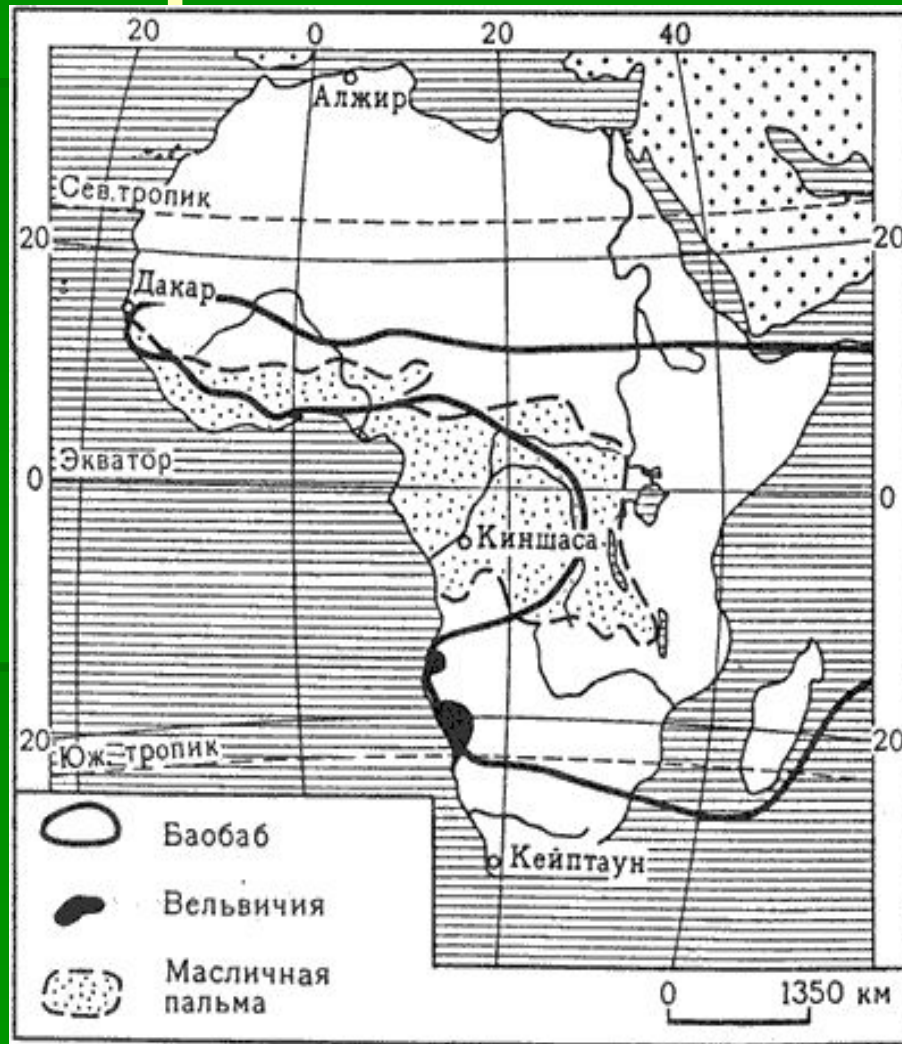 20 0 20 40
Алжир
Сев.тропик
20 20
Дакар
Экватор
0 0
Киншаса
20 20
Юж. тропик
Кейптаун
Баобаб
Вельвичия
Масличная
пальма
0 1350 км